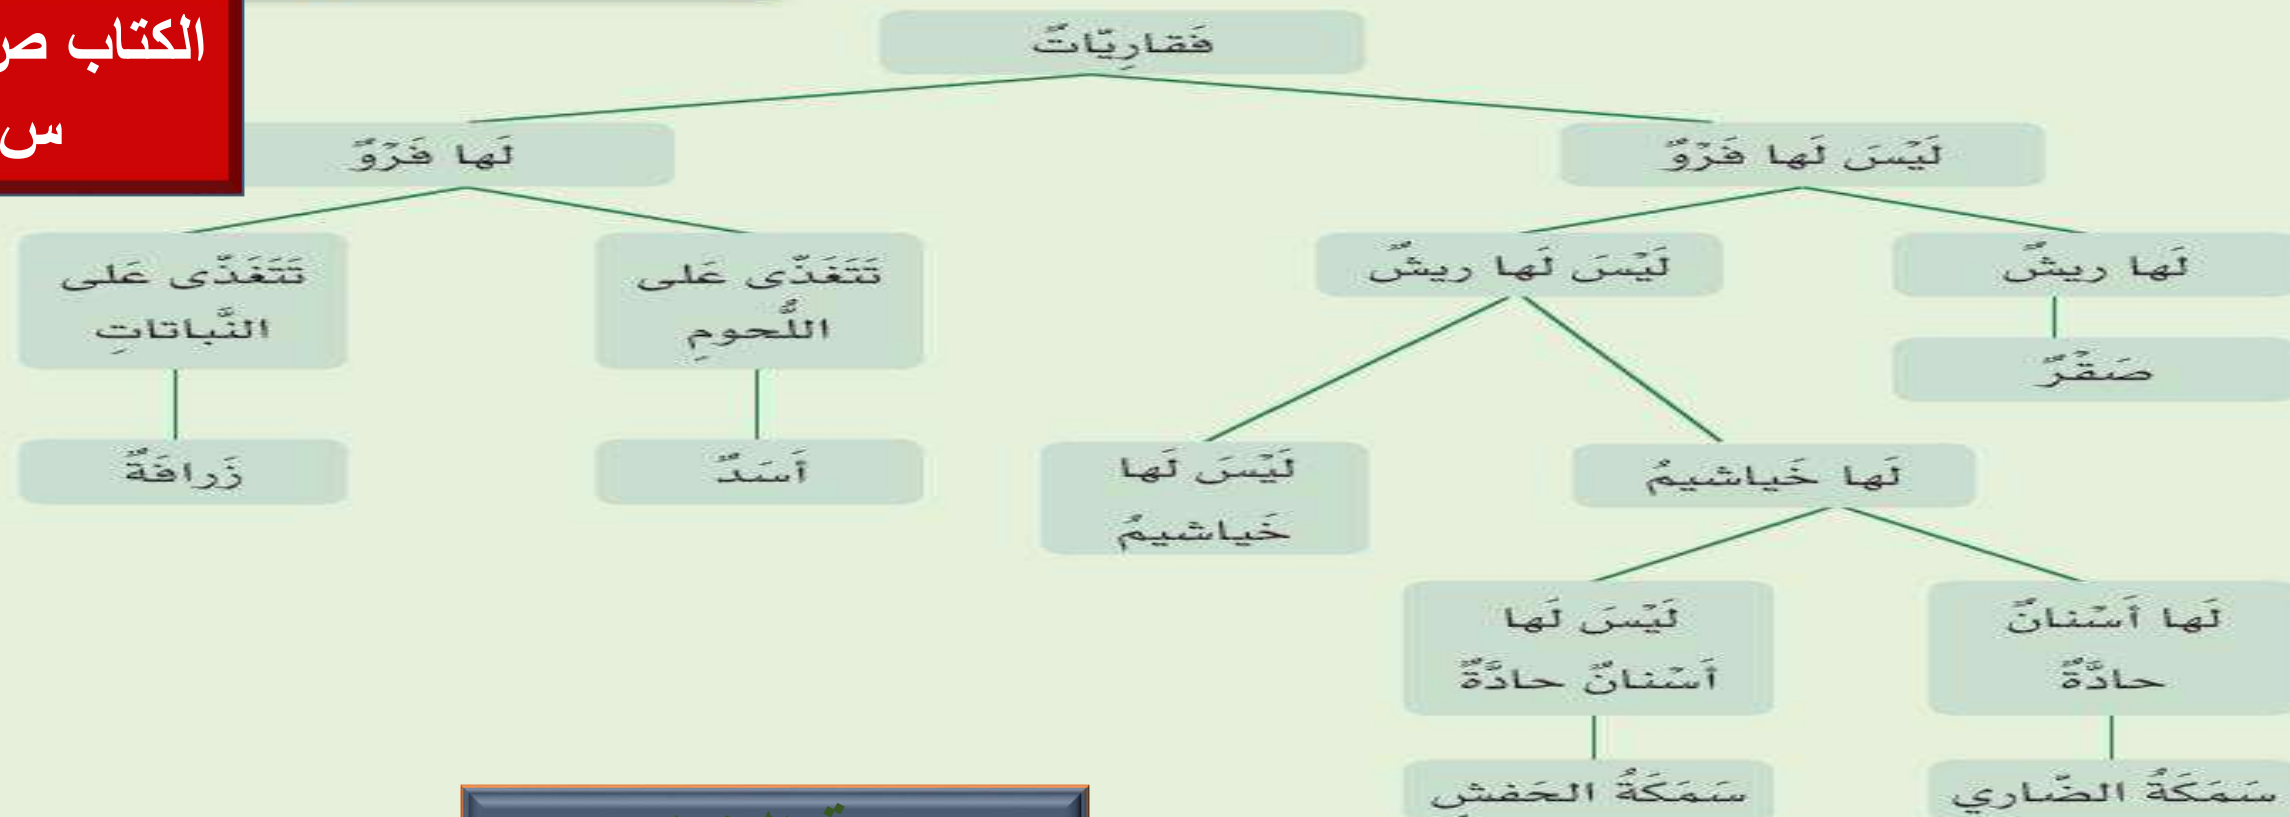 الكتاب
س
فَقارِيّاتٌ
لَيْسَ لَها فَرْوٌ
لَها فَرْوٌ
لَها ريشٌ
لَيْسَ لَها ريشٌ
تَتَغَذّى عَلى
اللُّحومِ
تَتَغَذّى عَلى
النَّباتاتِ
صَقْرٌ
لَها خَياشيمُ
لَيْسَ لَها
خَياشيمُ
أَسَدٌ
زَرافَةٌ
لَها أَسْنانٌ
حادَّةٌ
لَيْسَ لَها
أَسْنانٌ حادَّةٌ
سَمَكَةُ الضّاري
سَمَكَةُ الحَفشِ